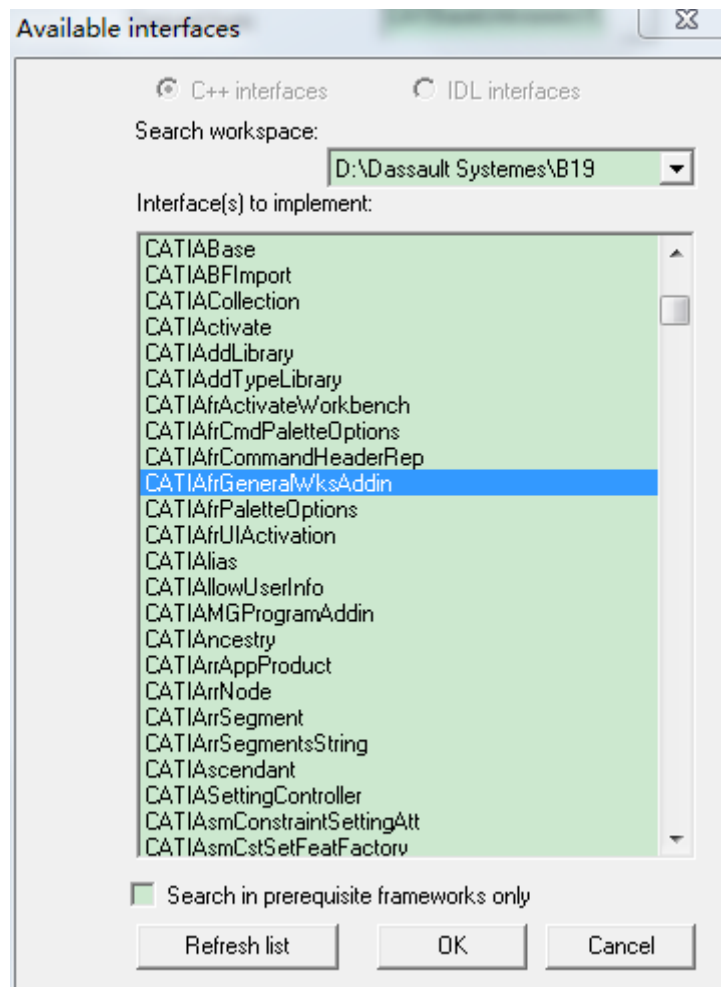 Available interfaces
C++ interfaces IDL interfaces
Search workspace:
D:\Dassault Systemes\B19
Interface(s) to implement:
CATIABase
CATIABFImport
CATIACollection
CATIActivate
CATIAddLibrary
CATIAddTypeLibrary
CATIAfrActivateWorkbench
CATIAfrCmdPaletteOptions
CATIAfrCommandHeaderRep
CATIAfrGeneralWksAddin
CATIAfrPaletteOptions
CATIAfrUIActivation
CATIAlias
CATIAllowUserInfo
CATIAMGProgramAddin
CATIAncestry
CATIArrAppProduct
CATIArrNode
CATIArrSegment
CATIArrSegmentsString
CATIAscendant
CATIASettingController
CATIAsmConstraintSettingAtt
CATIAsmCstSetFeatFactory
Search in prerequisite frameworks only
Refresh list OK Cancel